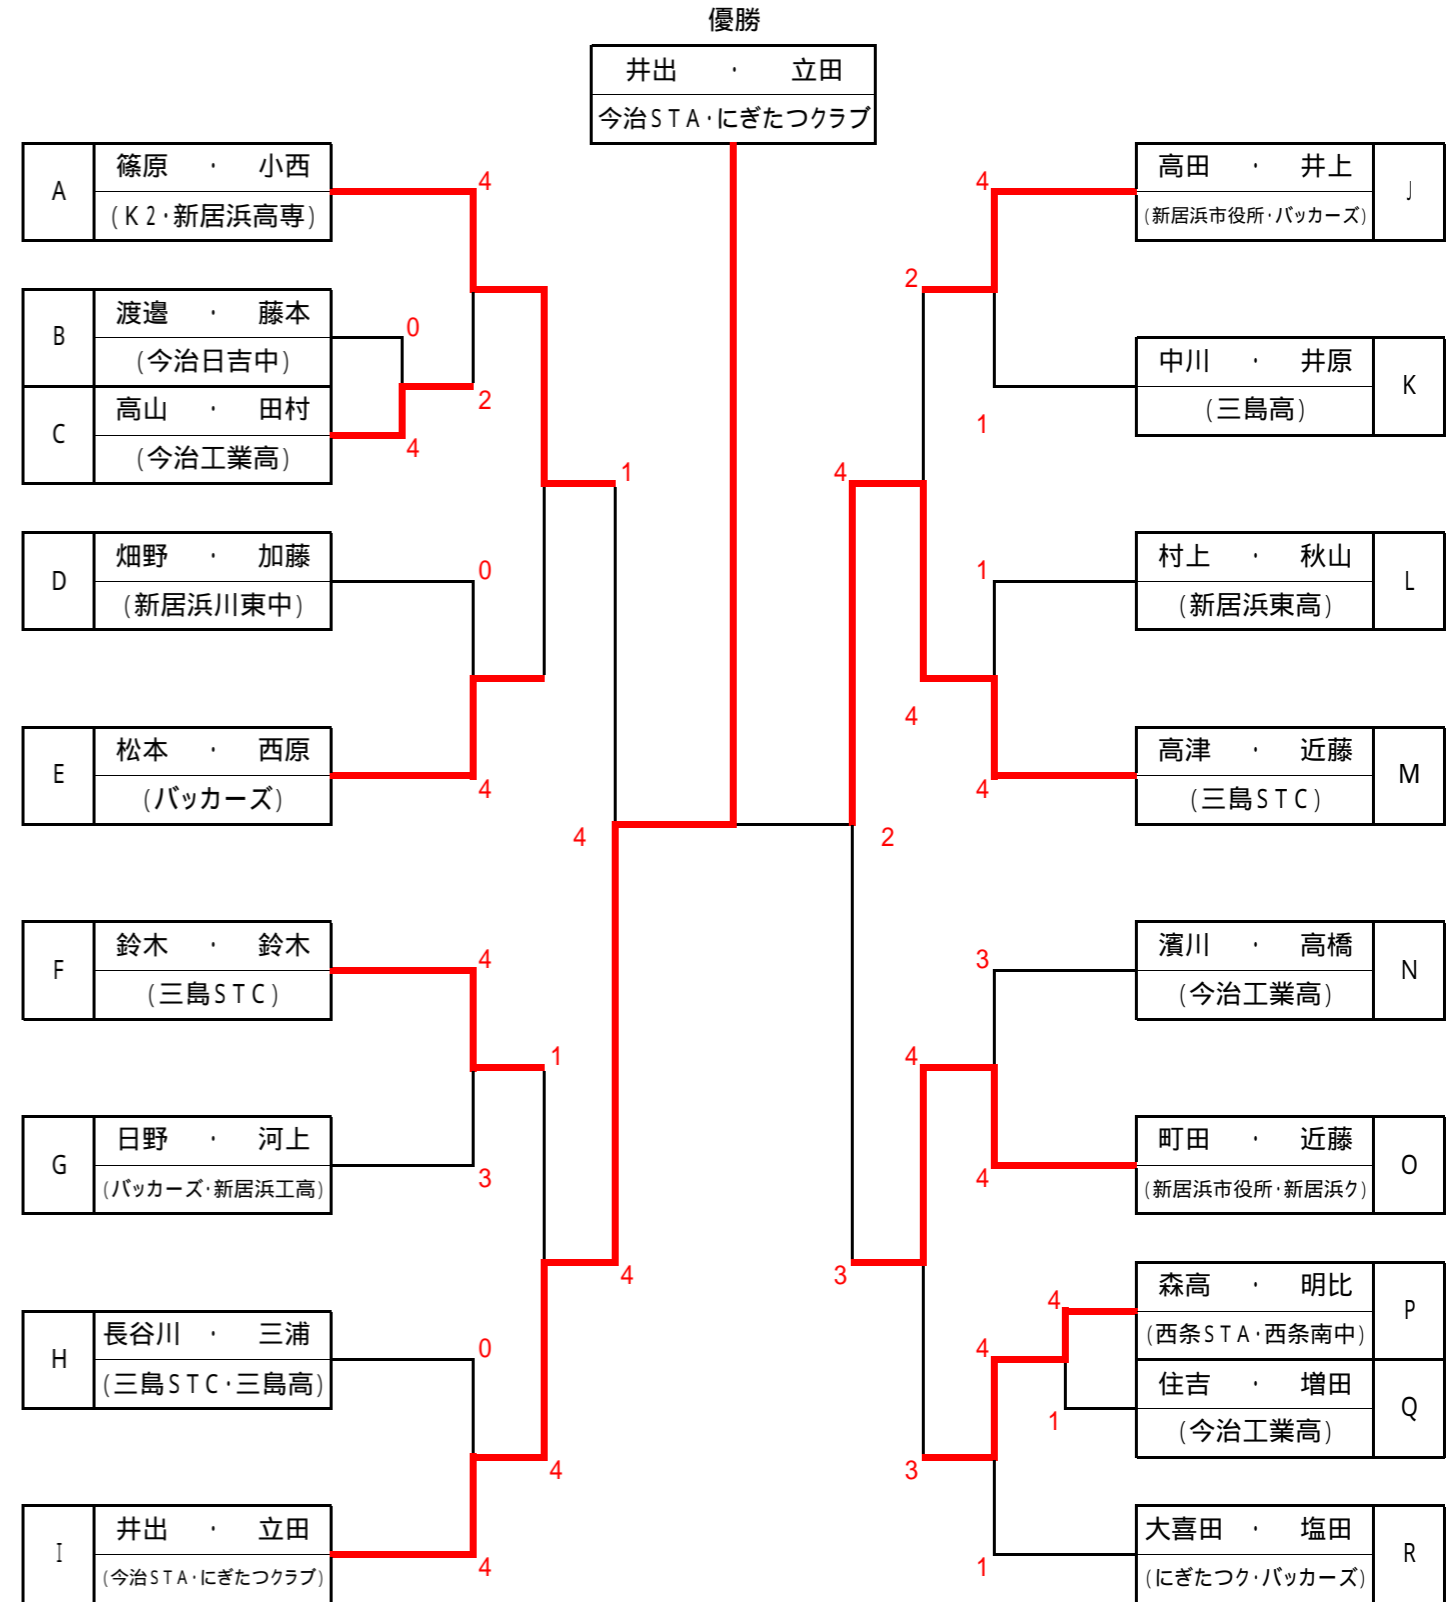 優勝
井出 ・ 立田
今治STA・にぎたつクラブ
A
篠原 ・ 小西
(K2・新居浜高専)
4
B
渡邉 ・ 藤本
(今治日吉中)
0
C
高山 ・ 田村
(今治工業高)
4
2
1
D
畑野 ・ 加藤
(新居浜川東中)
0
E
松本 ・ 西原
(バッカーズ)
4
4
F
鈴木 ・ 鈴木
(三島STC)
4
1
G
日野 ・ 河上
(バッカーズ・新居浜工高)
3
4
H
長谷川 ・ 三浦
(三島STC・三島高)
0
4
I
井出 ・ 立田
(今治STA・にぎたつクラブ)
4
4
高田 ・ 井上
(新居浜市役所・バッカーズ)
J
2
中川 ・ 井原
(三島高)
K
1
4
1
村上 ・ 秋山
(新居浜東高)
L
4
高津 ・ 近藤
(三島STC)
M
4
2
3
濱川 ・ 高橋
(今治工業高)
N
4
町田 ・ 近藤
(新居浜市役所・新居浜ク)
O
4
3
4
森高 ・ 明比
(西条STA・西条南中)
P
4
住吉 ・ 増田
(今治工業高)
Q
1
3
大喜田 ・ 塩田
(にぎたつク・バッカーズ)
R
1